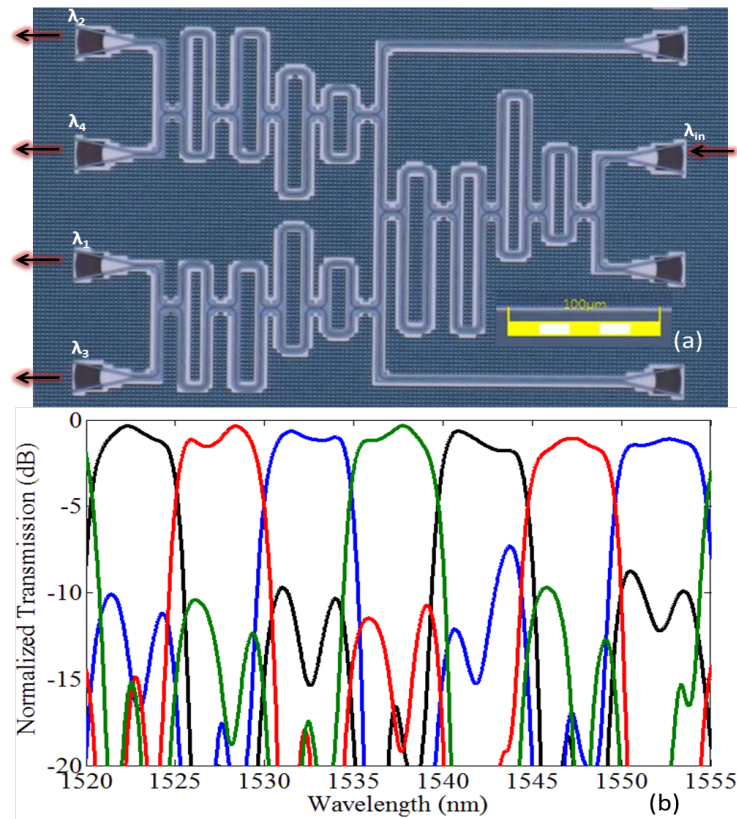 λ2
λ4
λin
λ1
100µm
(a)
λ3
0
-5
-10
-15
-20
Normalized Transmission (dB)
1520 1525 1530 1535 1540 1545 1550 1555
Wavelength (nm)
(b)